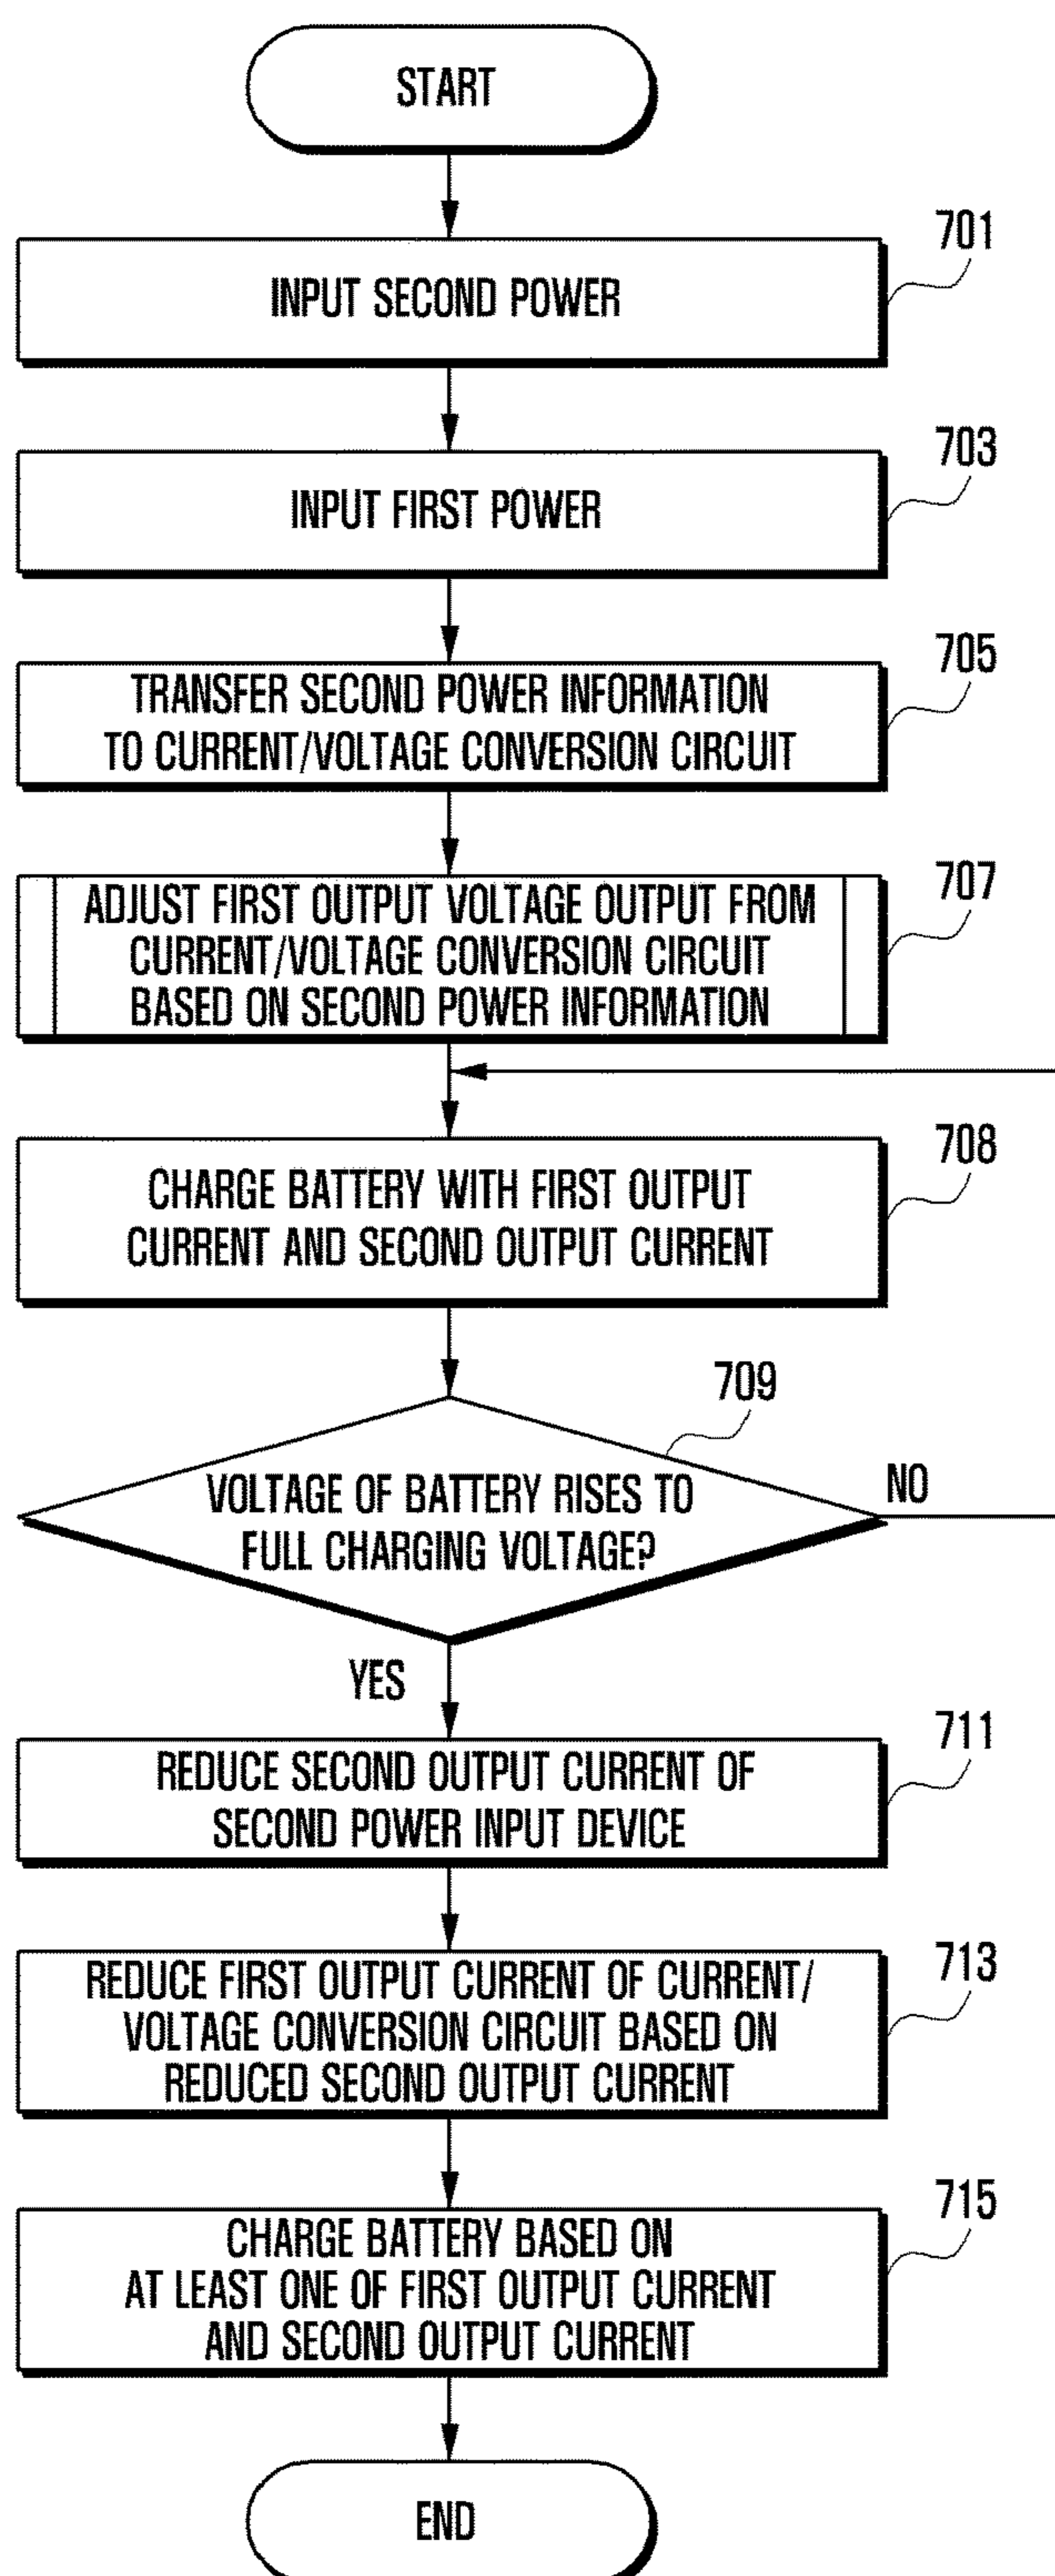 START
701
INPUT SECOND POWER
703
INPUT FIRST POWER
705
TRANSFER SECOND POWER INFORMATION
TO CURRENT/VOLTAGE CONVERSION CIRCUIT
707
ADJUST FIRST OUTPUT VOLTAGE OUTPUT FROM
CURRENT/VOLTAGE CONVERSION CIRCUIT
BASED ON SECOND POWER INFORMATION
708
CHARGE BATTERY WITH FIRST OUTPUT
CURRENT AND SECOND OUTPUT CURRENT
709
VOLTAGE OF BATTERY RISES TO
FULL CHARGING VOLTAGE?
NO
YES
711
REDUCE SECOND OUTPUT CURRENT OF
SECOND POWER INPUT DEVICE
713
REDUCE FIRST OUTPUT CURRENT OF CURRENT/
VOLTAGE CONVERSION CIRCUIT BASED ON
REDUCED SECOND OUTPUT CURRENT
715
CHARGE BATTERY BASED ON
AT LEAST ONE OF FIRST OUTPUT CURRENT
AND SECOND OUTPUT CURRENT
END